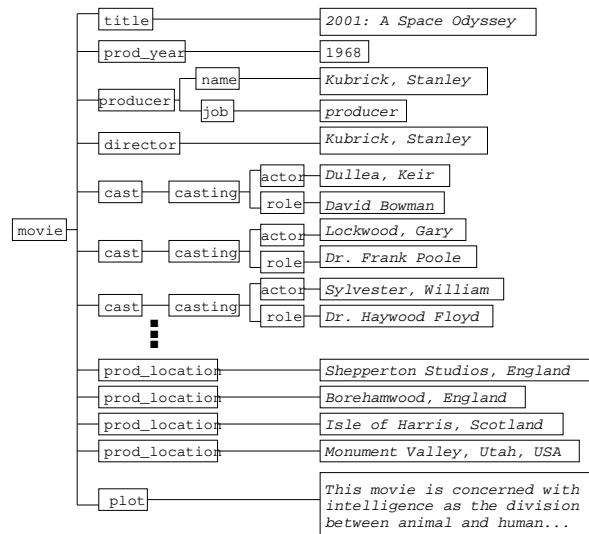 title 2001: A Space Odyssey
prod_year 1968
name Kubrick, Stanley
producer
job producer
director Kubrick, Stanley
actor Dullea, Keir
cast casting
role David Bowman
movie
actor Lockwood, Gary
cast casting
role Dr. Frank Poole
actor Sylvester, William
cast casting
role Dr. Haywood Floyd
prod_location Shepperton Studios, England
prod_location Borehamwood, England
prod_location Isle of Harris, Scotland
prod_location Monument Valley, Utah, USA
plot
This movie is concerned with
intelligence as the division
between animal and human...